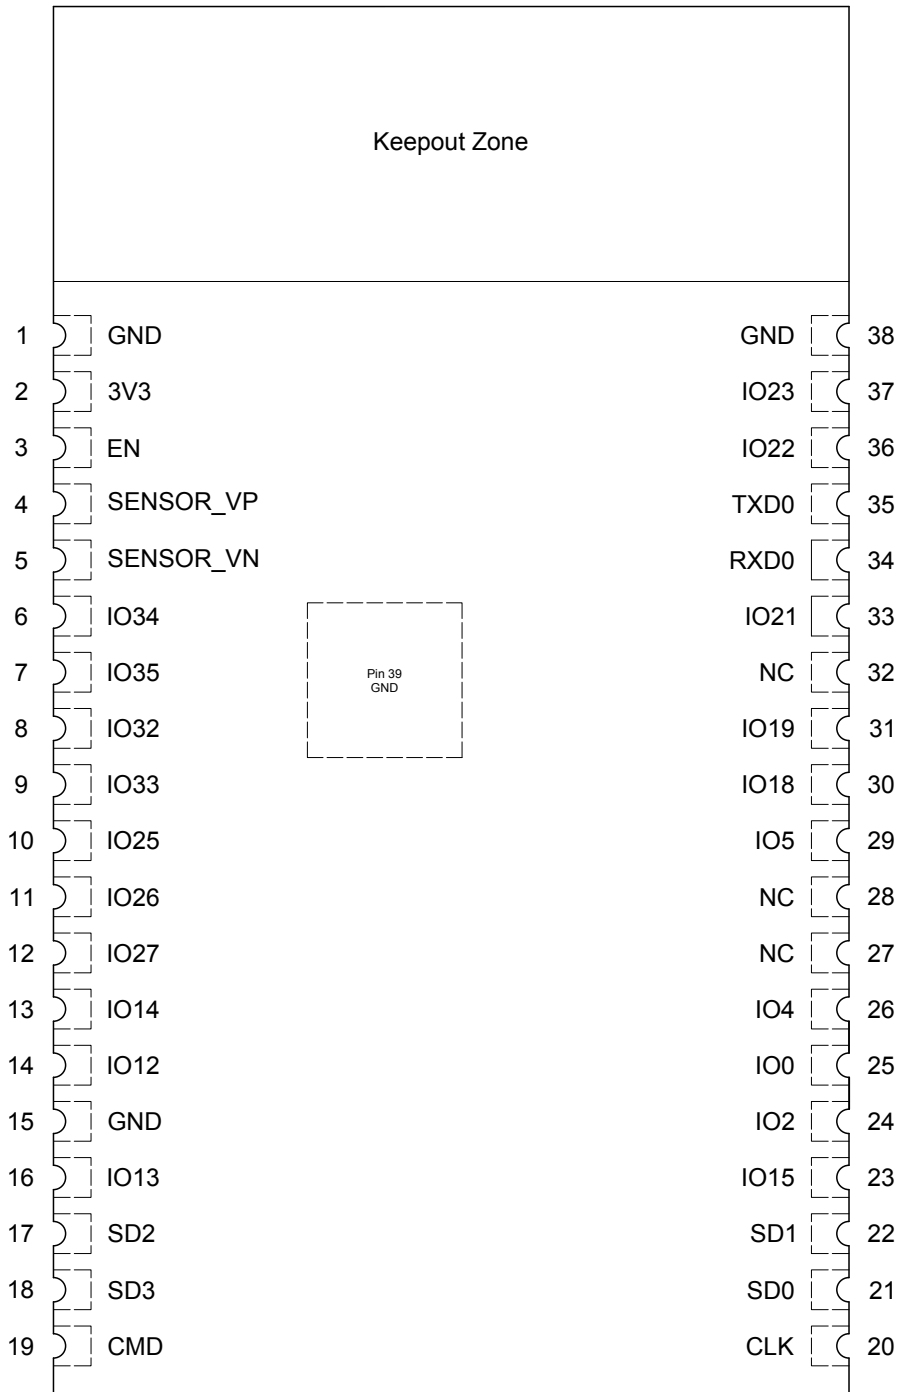 Keepout Zone
1 GND GND 38
2 3V3 IO23 37
3 EN IO22 36
4 SENSOR_VP TXD0 35
5 SENSOR_VN RXD0 34
6 IO34 IO21 33
7 IO35 Pin 39 NC 32
GND
8 IO32 IO19 31
9 IO33 IO18 30
10 IO25 IO5 29
11 IO26 NC 28
12 IO27 NC 27
13 IO14 IO4 26
14 IO12 IO0 25
15 GND IO2 24
16 IO13 IO15 23
17 SD2 SD1 22
18 SD3 SD0 21
19 CMD CLK 20